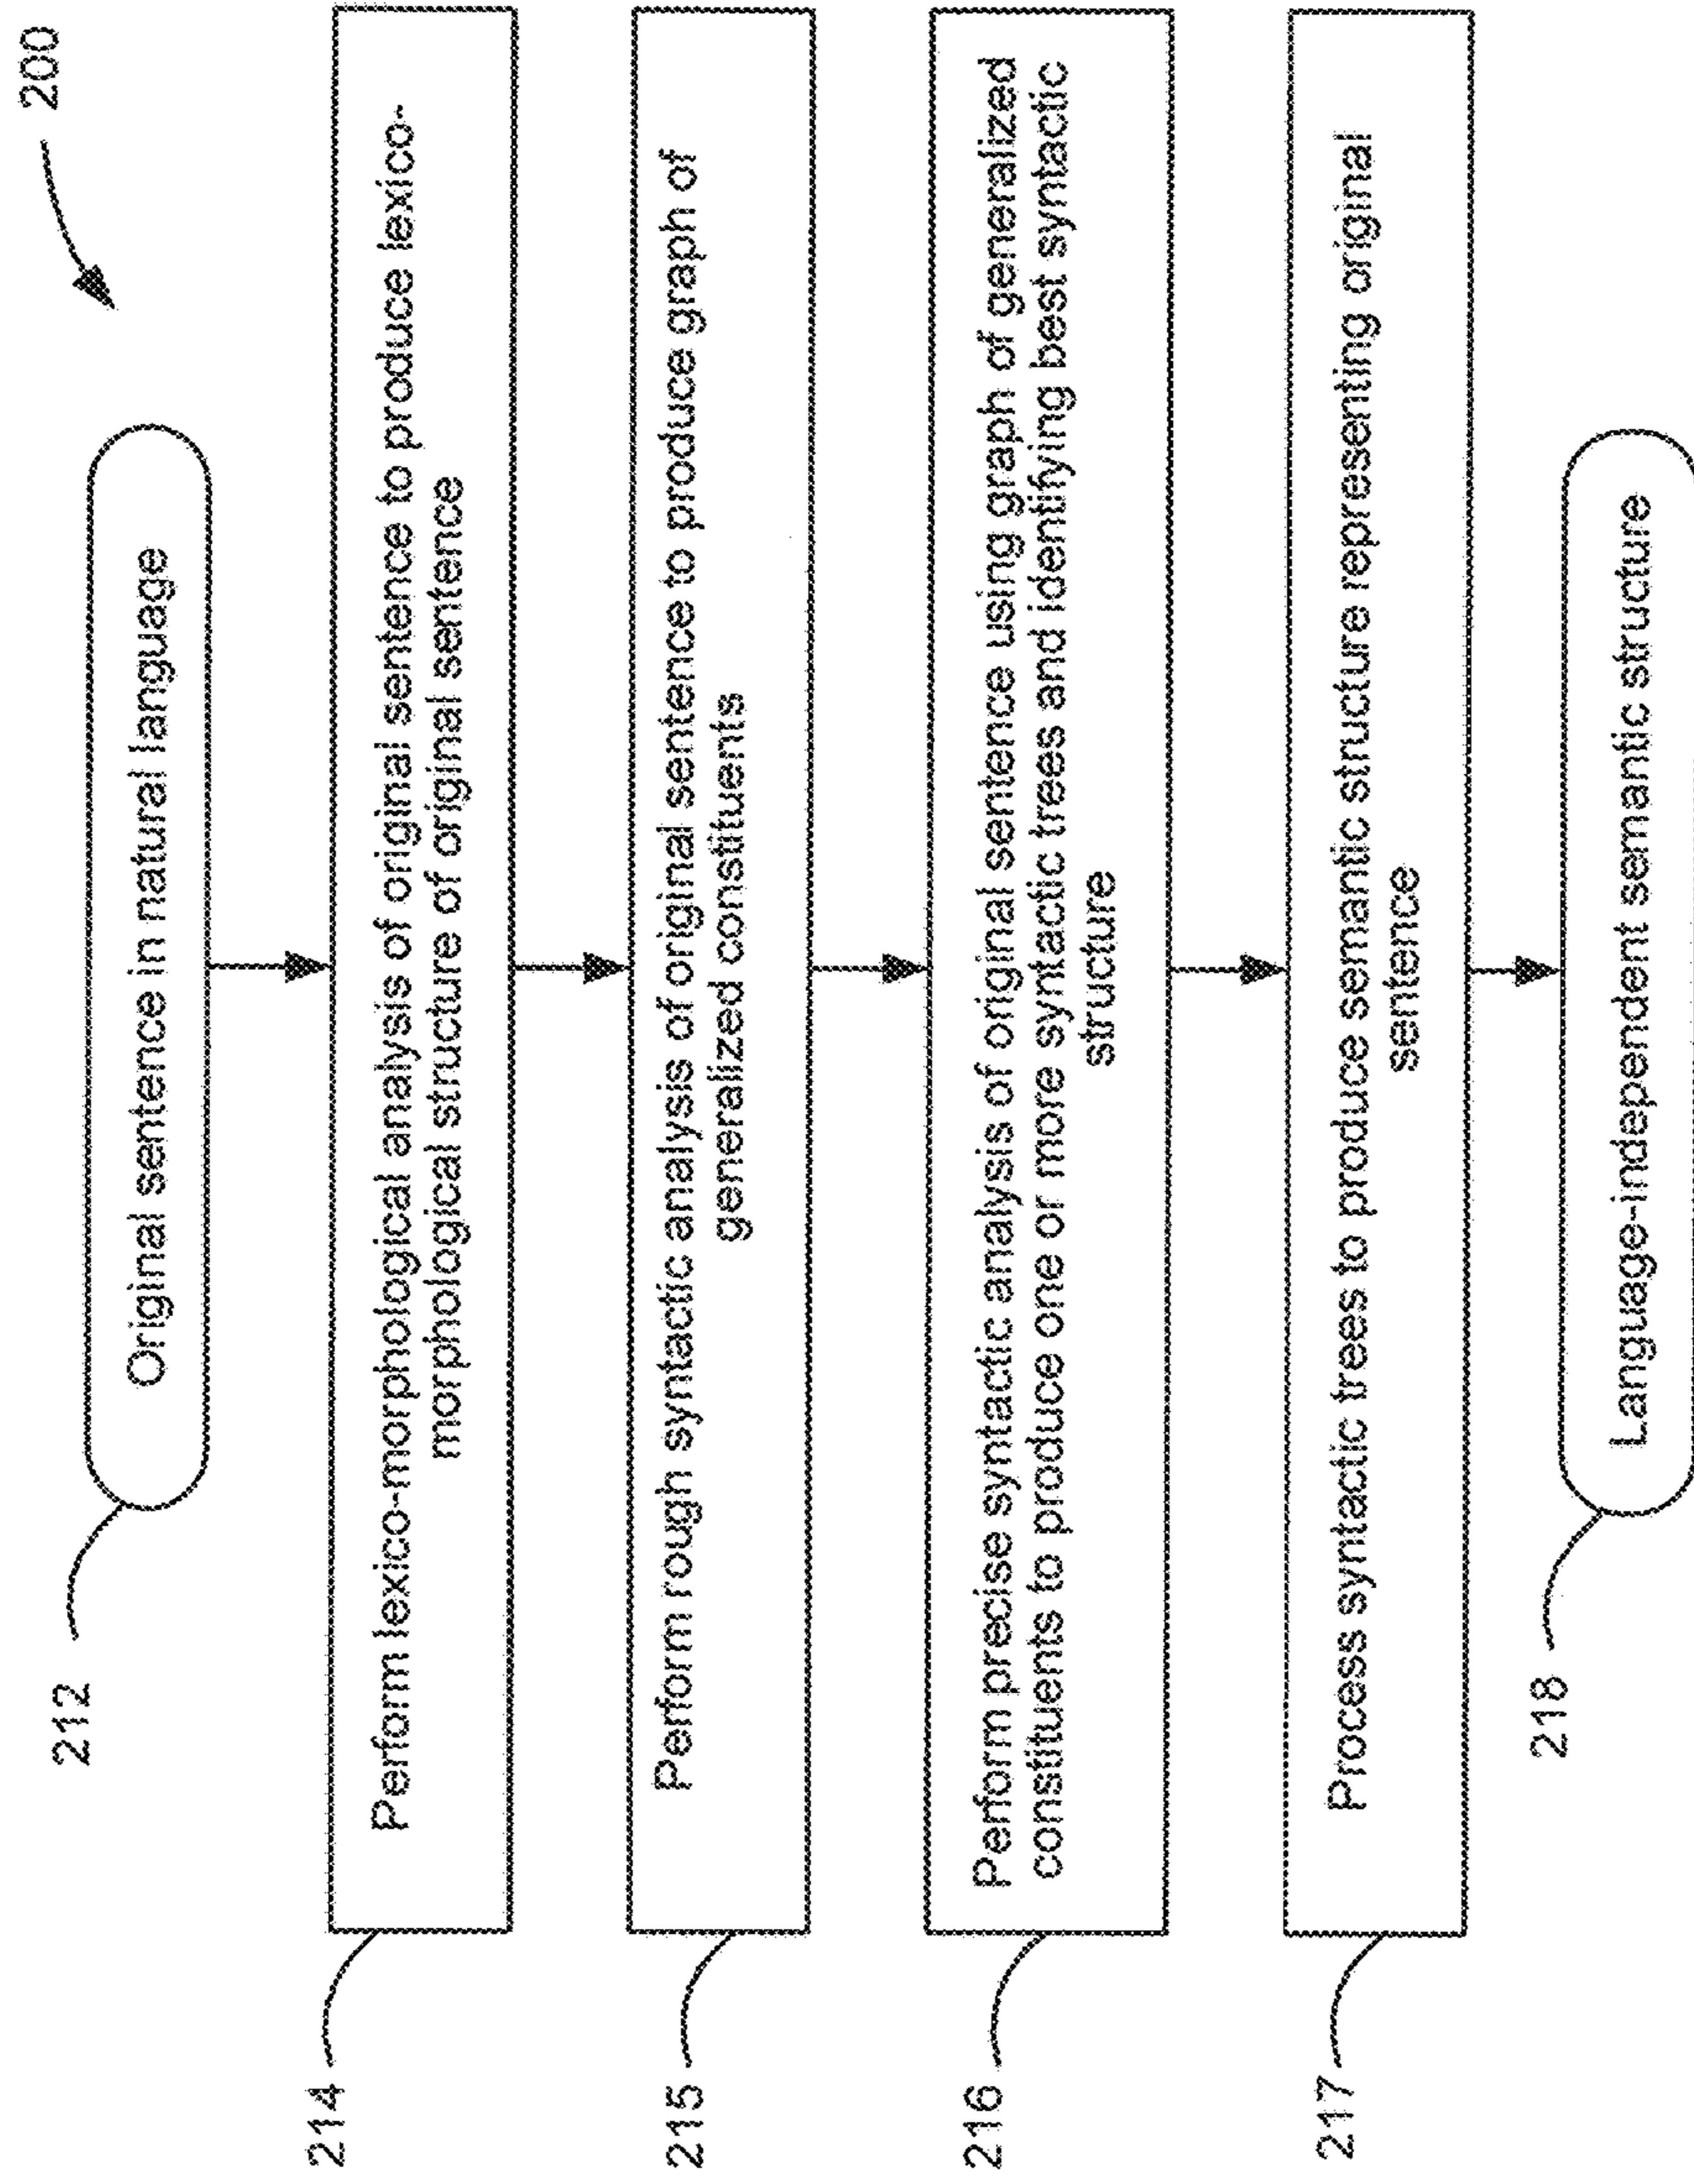 200
212
Original sentence in natural language
214
Perform lexico-morphological analysis of original sentence to produce lexico-
morphological structure of original sentence
215
Perform rough syntactic analysis of original sentence to produce graph of
generalized constituents
216
Perform precise syntactic analysis of original sentence using graph of generalized
constituents to produce one or more syntactic trees and identifying best syntactic
structure
217
Process syntactic trees to produce semantic structure representing original
sentence
218
Language-independent semantic structure